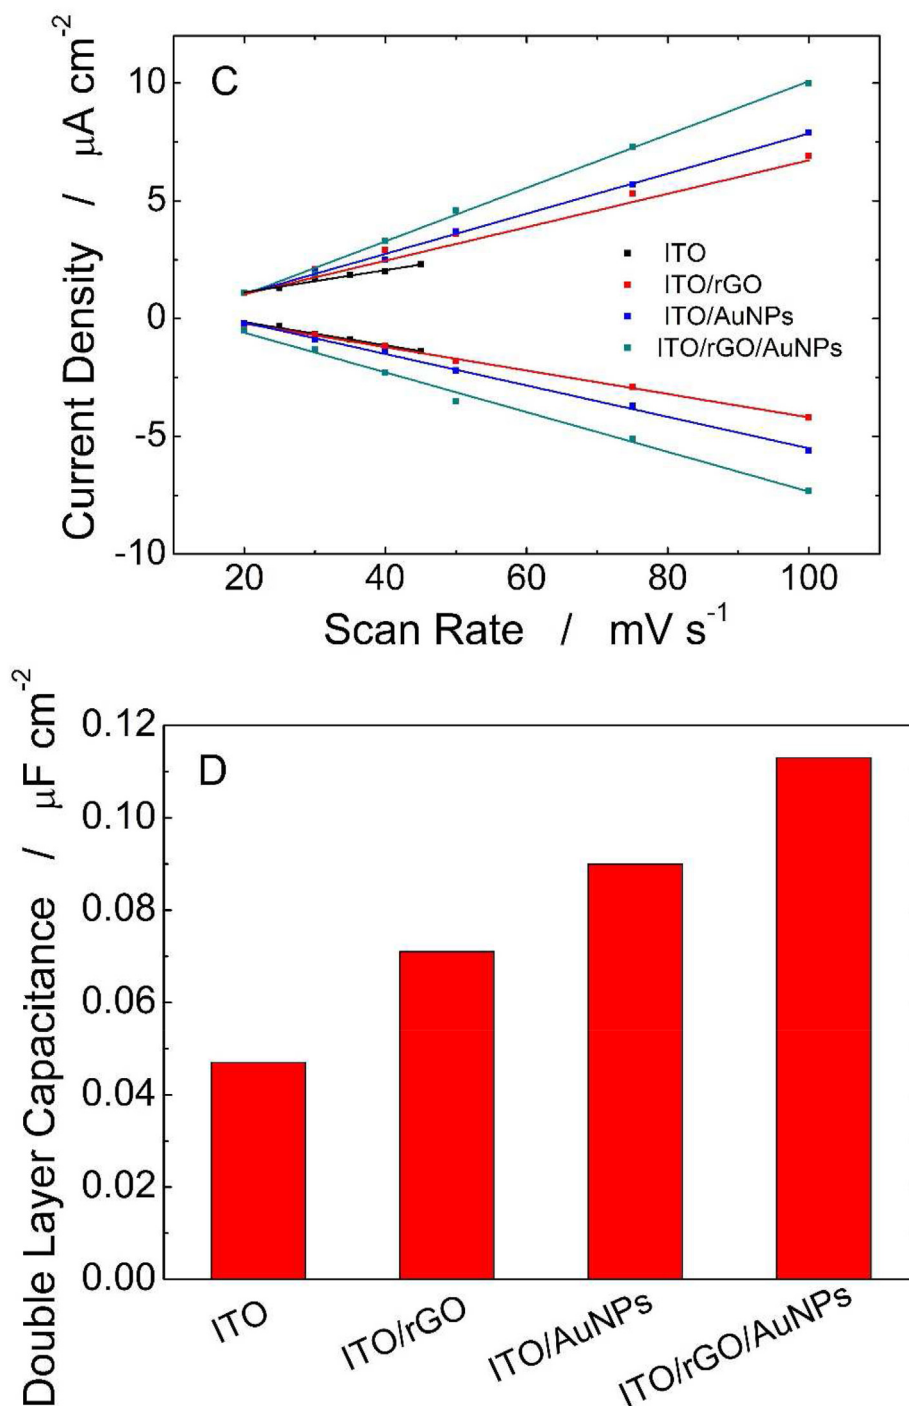 C
Current Density / μA cm⁻²
10
5
0
-5
-10
ITO
ITO/rGO
ITO/AuNPs
ITO/rGO/AuNPs
20 40 60 80 100
Scan Rate / mV s⁻¹
D
Double Layer Capacitance / μF cm⁻²
0.12
0.10
0.08
0.06
0.04
0.02
0.00
ITO
ITO/rGO
ITO/AuNPs
ITO/rGO/AuNPs